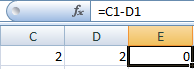 fx =C1-D1
C D E
2 2 0